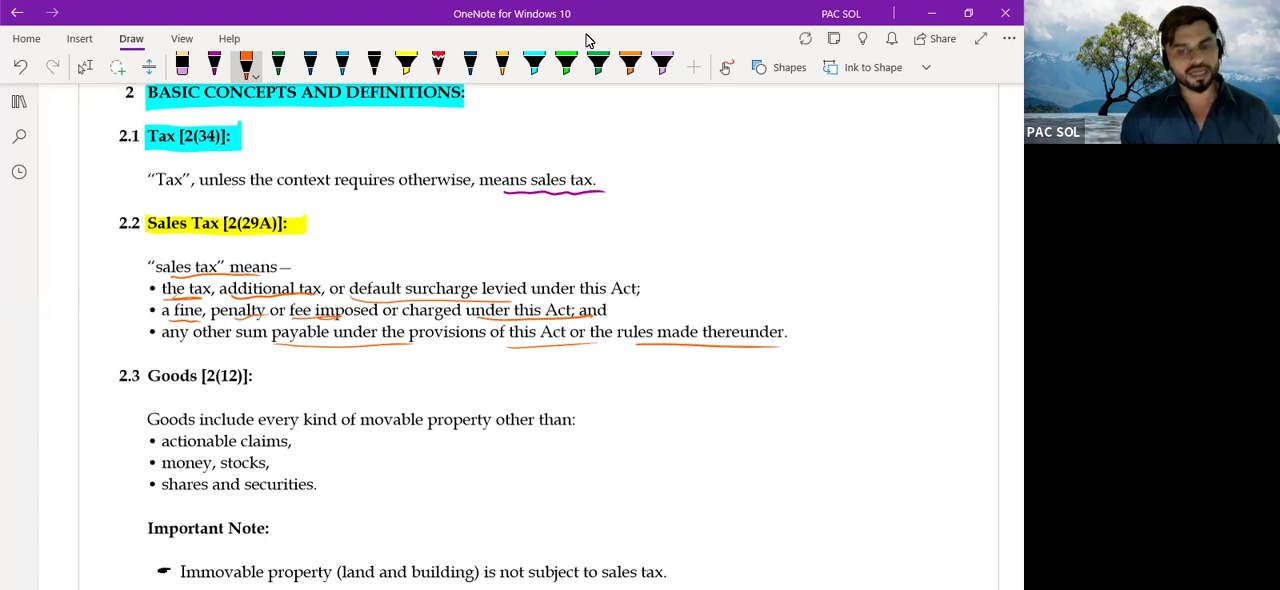 OneNote for Windows 10
PAC SOL
Home Insert Draw View Help
Share
Shapes
Ink to Shape
2 BASIC CONCEPTS AND DEFINITIONS:
2.1 Tax [2(34)]:
“Tax”, unless the context requires otherwise, means sales tax.
2.2 Sales Tax [2(29A)]:
“sales tax” means—
• the tax, additional tax, or default surcharge levied under this Act;
• a fine, penalty or fee imposed or charged under this Act; and
• any other sum payable under the provisions of this Act or the rules made thereunder.
2.3 Goods [2(12)]:
Goods include every kind of movable property other than:
• actionable claims,
• money, stocks,
• shares and securities.
Important Note:
☛ Immovable property (land and building) is not subject to sales tax.
PAC SOL